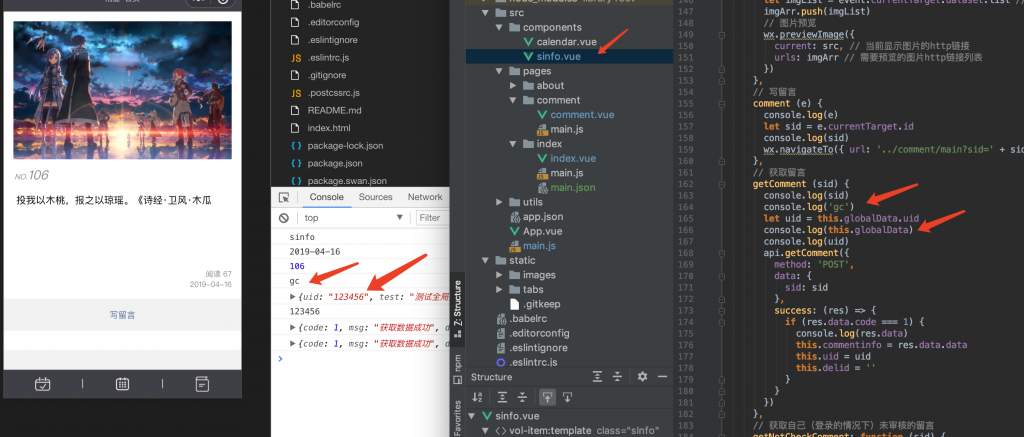 NO.106
投我以木桃，报之以琼瑶。《诗经·卫风·木瓜
阅读 67
2019-04-16
写留言
.babelrc
.editorconfig
.eslintignore
.eslintrc.js
.gitignore
.postcssrc.js
README.md
index.html
package-lock.json
package.json
package.swan.json
Console Sources Network
top Filter
sinfo
2019-04-16
106
gc
{uid: "123456", test: "测试全局
123456
{code: 1, msg: "获取数据成功", d
{code: 1, msg: "获取数据成功", d
Z: Structure
npm
Favorites
node_modules library root
src
components
calendar.vue
sinfo.vue
pages
about
comment
comment.vue
main.js
index
index.vue
main.js
main.json
utils
app.json
App.vue
main.js
static
images
tabs
.gitkeep
.babelrc
.editorconfig
.eslintignore
.eslintrc.js
Structure
sinfo.vue
vol-item:template class="sInfo"
146 let imgList = event.currentTarget.dataset.list //
147 imgArr.push(imgList)
148 // 图片预览
149 wx.previewImage({
150 current: src, // 当前显示图片的http链接
151 urls: imgArr // 需要预览的图片http链接列表
152 })
153 },
154 // 写留言
155 comment (e) {
156 console.log(e)
157 let sid = e.currentTarget.id
158 console.log(sid)
159 wx.navigateTo({ url: '../comment/main?sid=' + sid
160 },
161 // 获取留言
162 getComment (sid) {
163 console.log(sid)
164 console.log('gc')
165 let uid = this.globalData.uid
166 console.log(this.globalData)
167 console.log(uid)
168 api.getComment({
169 method: 'POST',
170 data: {
171 sid: sid
172 },
173 success: (res) => {
174 if (res.data.code === 1) {
175 console.log(res.data)
176 this.commentinfo = res.data.data
177 this.uid = uid
178 this.delid = ''
179 }
180 }
181 })
182 },
183 // 获取自己（登录的情况下）未审核的留言
184 getNotCheckComment: function (sid) {